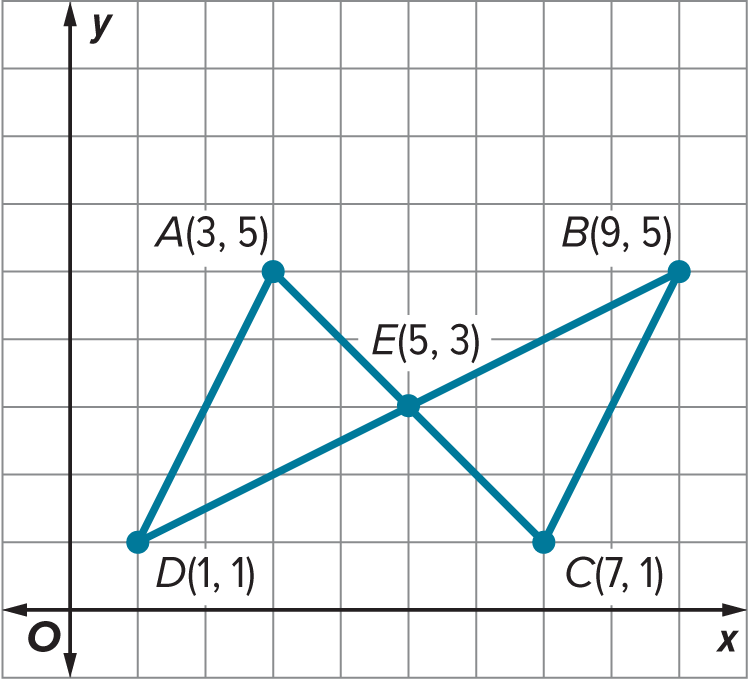 y
A(3, 5)
B(9, 5)
E(5, 3)
D(1, 1)
C(7, 1)
O
x